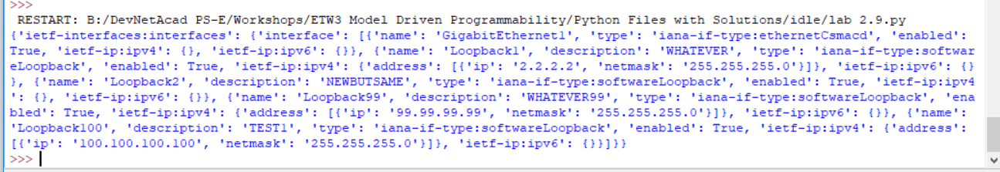 >>>
 RESTART: B:/DevNetAcad PS-E/Workshops/ETW3 Model Driven Programmability/Python Files with Solutions/idle/lab 2.9.py
{'ietf-interfaces:interfaces': {'interface': [{'name': 'GigabitEthernet1', 'type': 'iana-if-type:ethernetCsmacd', 'enabled':
True, 'ietf-ip:ipv4': {}, 'ietf-ip:ipv6': {}}, {'name': 'Loopback1', 'description': 'WHATEVER', 'type': 'iana-if-type:softwar
eLoopback', 'enabled': True, 'ietf-ip:ipv4': {'address': [{'ip': '2.2.2.2', 'netmask': '255.255.255.0'}]}, 'ietf-ip:ipv6': {}
}, {'name': 'Loopback2', 'description': 'NEWBUTSAME', 'type': 'iana-if-type:softwareLoopback', 'enabled': True, 'ietf-ip:ipv4
': {}, 'ietf-ip:ipv6': {}}, {'name': 'Loopback99', 'description': 'WHATEVER99', 'type': 'iana-if-type:softwareLoopback', 'ena
bled': True, 'ietf-ip:ipv4': {'address': [{'ip': '99.99.99.99', 'netmask': '255.255.255.0'}]}, 'ietf-ip:ipv6': {}}, {'name':
'Loopback100', 'description': 'TEST1', 'type': 'iana-if-type:softwareLoopback', 'enabled': True, 'ietf-ip:ipv4': {'address':
[{'ip': '100.100.100.100', 'netmask': '255.255.255.0'}]}, 'ietf-ip:ipv6': {}}]}}
>>>